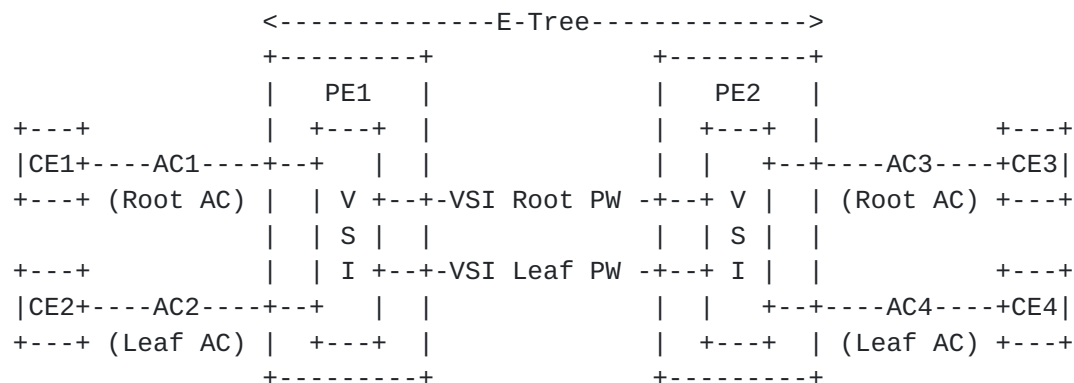 <--------------E-Tree-------------->
+---------+ +---------+
| PE1 | | PE2 |
+---+ | +---+ | | +---+ | +---+
|CE1+----AC1----+--+ | | | | +--+----AC3----+CE3|
+---+ (Root AC) | | V +--+-VSI Root PW -+--+ V | | (Root AC) +---+
| | S | | | | S | |
+---+ | | I +--+-VSI Leaf PW -+--+ I | | +---+
|CE2+----AC2----+--+ | | | | +--+----AC4----+CE4|
+---+ (Leaf AC) | +---+ | | +---+ | (Leaf AC) +---+
+---------+ +---------+